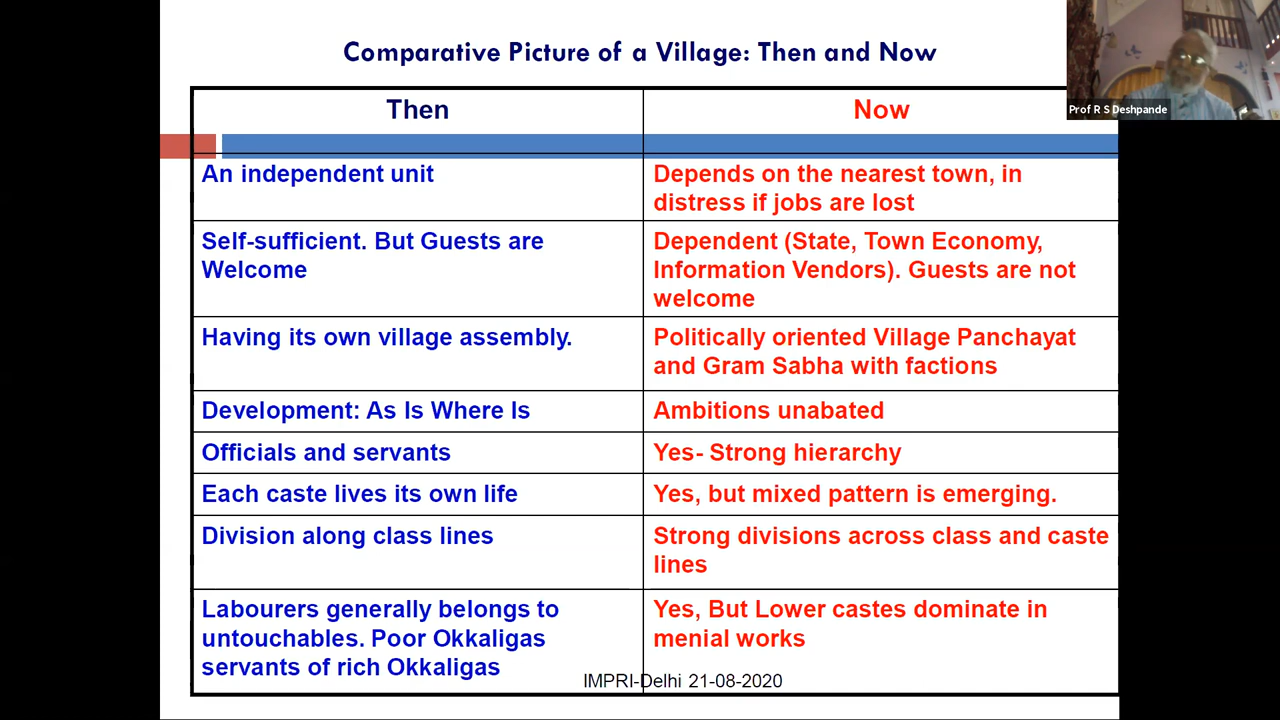 Comparative Picture of a Village: Then and Now
Prof R S Deshpande
Then
Now
An independent unit
Depends on the nearest town, in
distress if jobs are lost
Self-sufficient. But Guests are
Welcome
Dependent (State, Town Economy,
Information Vendors). Guests are not
welcome
Having its own village assembly.
Politically oriented Village Panchayat
and Gram Sabha with factions
Development: As Is Where Is
Ambitions unabated
Officials and servants
Yes- Strong hierarchy
Each caste lives its own life
Yes, but mixed pattern is emerging.
Division along class lines
Strong divisions across class and caste
lines
Labourers generally belongs to
untouchables. Poor Okkaligas
servants of rich Okkaligas
Yes, But Lower castes dominate in
menial works
IMPRI-Delhi 21-08-2020